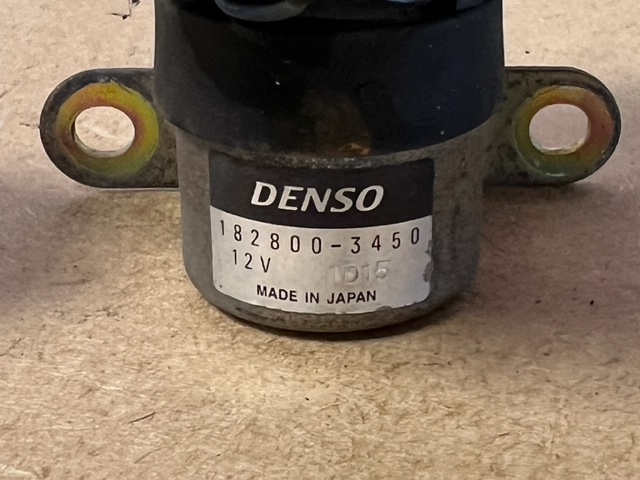 DENSO
182800-3450
12V 1D15
MADE IN JAPAN